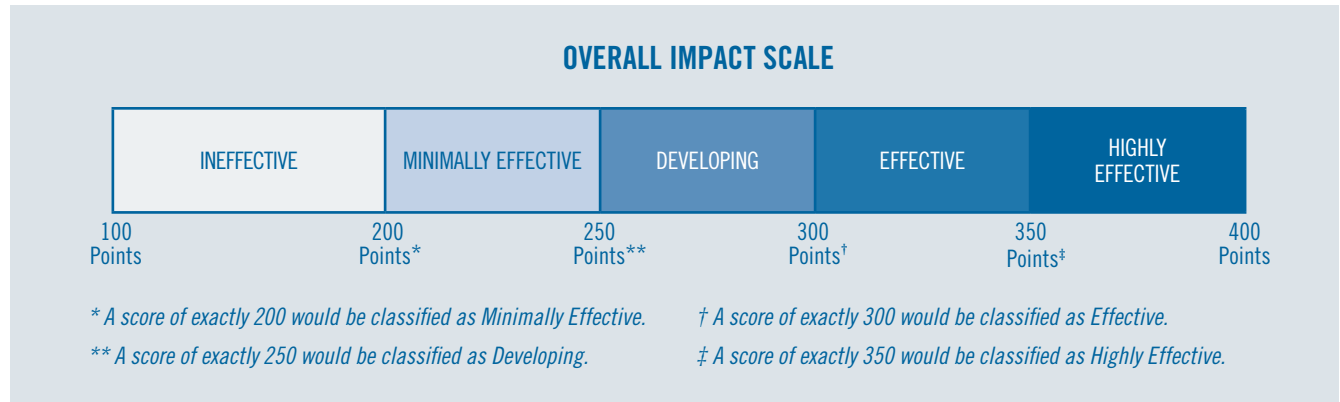 OVERALL IMPACT SCALE
INEFFECTIVE
MINIMALLY EFFECTIVE
DEVELOPING
EFFECTIVE
HIGHLY
EFFECTIVE
100
Points
200
Points*
250
Points**
300
Points†
350
Points‡
400
Points
* A score of exactly 200 would be classified as Minimally Effective.
** A score of exactly 250 would be classified as Developing.
† A score of exactly 300 would be classified as Effective.
‡ A score of exactly 350 would be classified as Highly Effective.